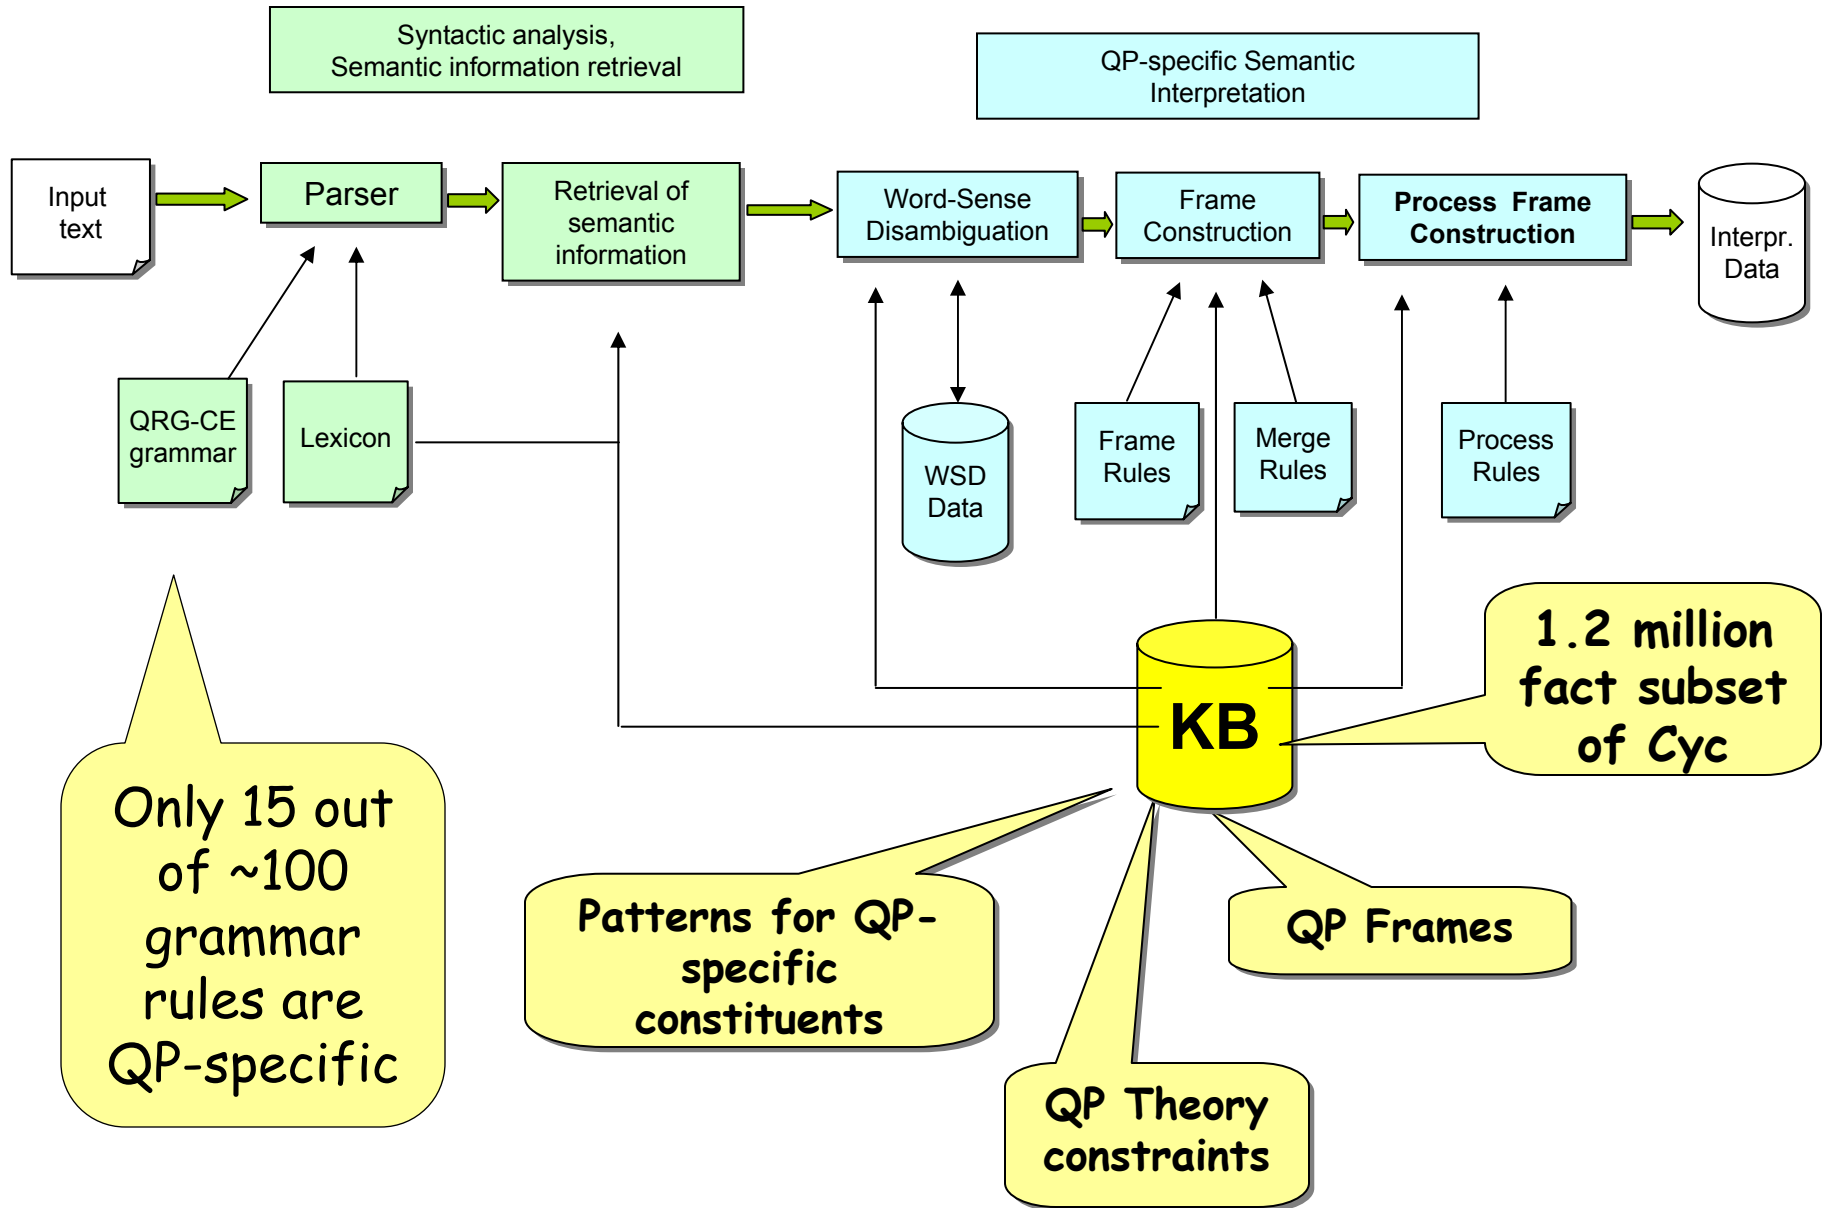 Syntactic analysis,
Semantic information retrieval
QP-specific Semantic
Interpretation
Input
text
Parser
Retrieval of
semantic
information
Word-Sense
Disambiguation
Frame
Construction
Process Frame
Construction
Interpr.
Data
QRG-CE
grammar
Lexicon
WSD
Data
Frame
Rules
Merge
Rules
Process
Rules
KB
1.2 million
fact subset
of Cyc
Only 15 out
of ~100
grammar
rules are
QP-specific
Patterns for QP-
specific
constituents
QP Frames
QP Theory
constraints